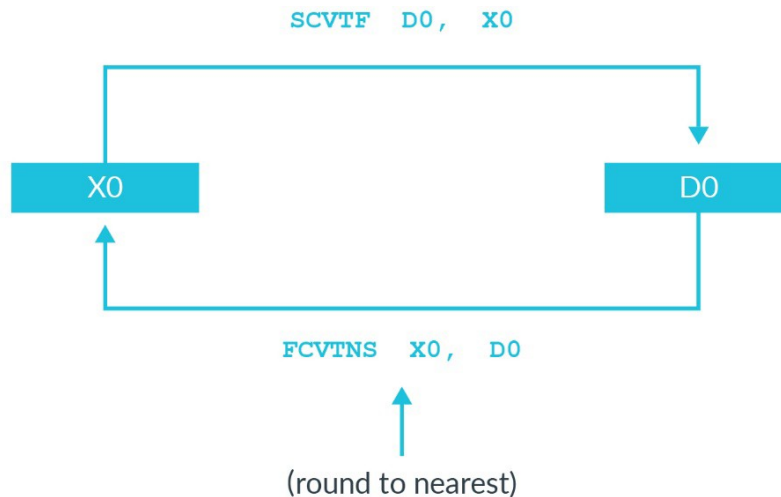 SCVTF D0, X0
X0
D0
FCVTNS X0, D0
(round to nearest)